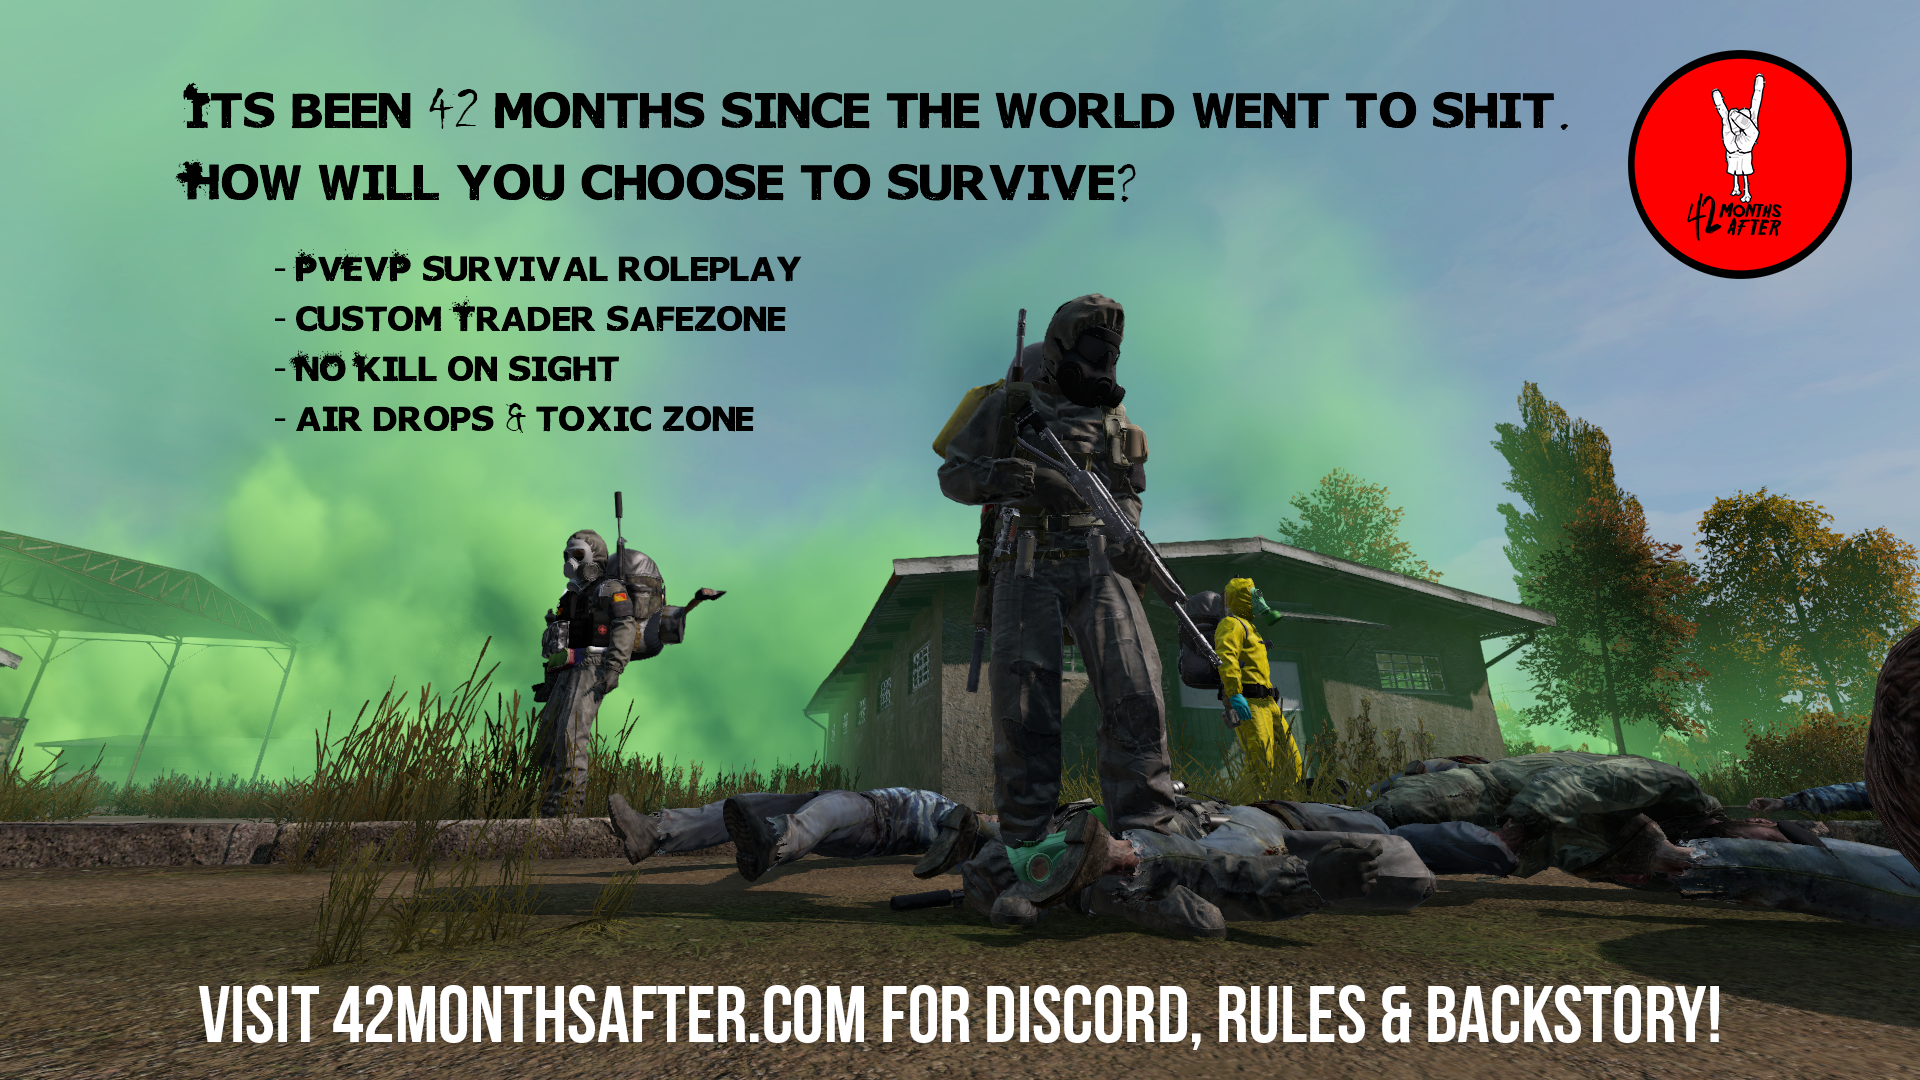 ITS BEEN 42 MONTHS SINCE THE WORLD WENT TO SHIT.
HOW WILL YOU CHOOSE TO SURVIVE?
- PVEVP SURVIVAL ROLEPLAY
- CUSTOM TRADER SAFEZONE
- NO KILL ON SIGHT
- AIR DROPS & TOXIC ZONE
42 MONTHS
AFTER
VISIT 42MONTHSAFTER.COM FOR DISCORD, RULES & BACKSTORY!